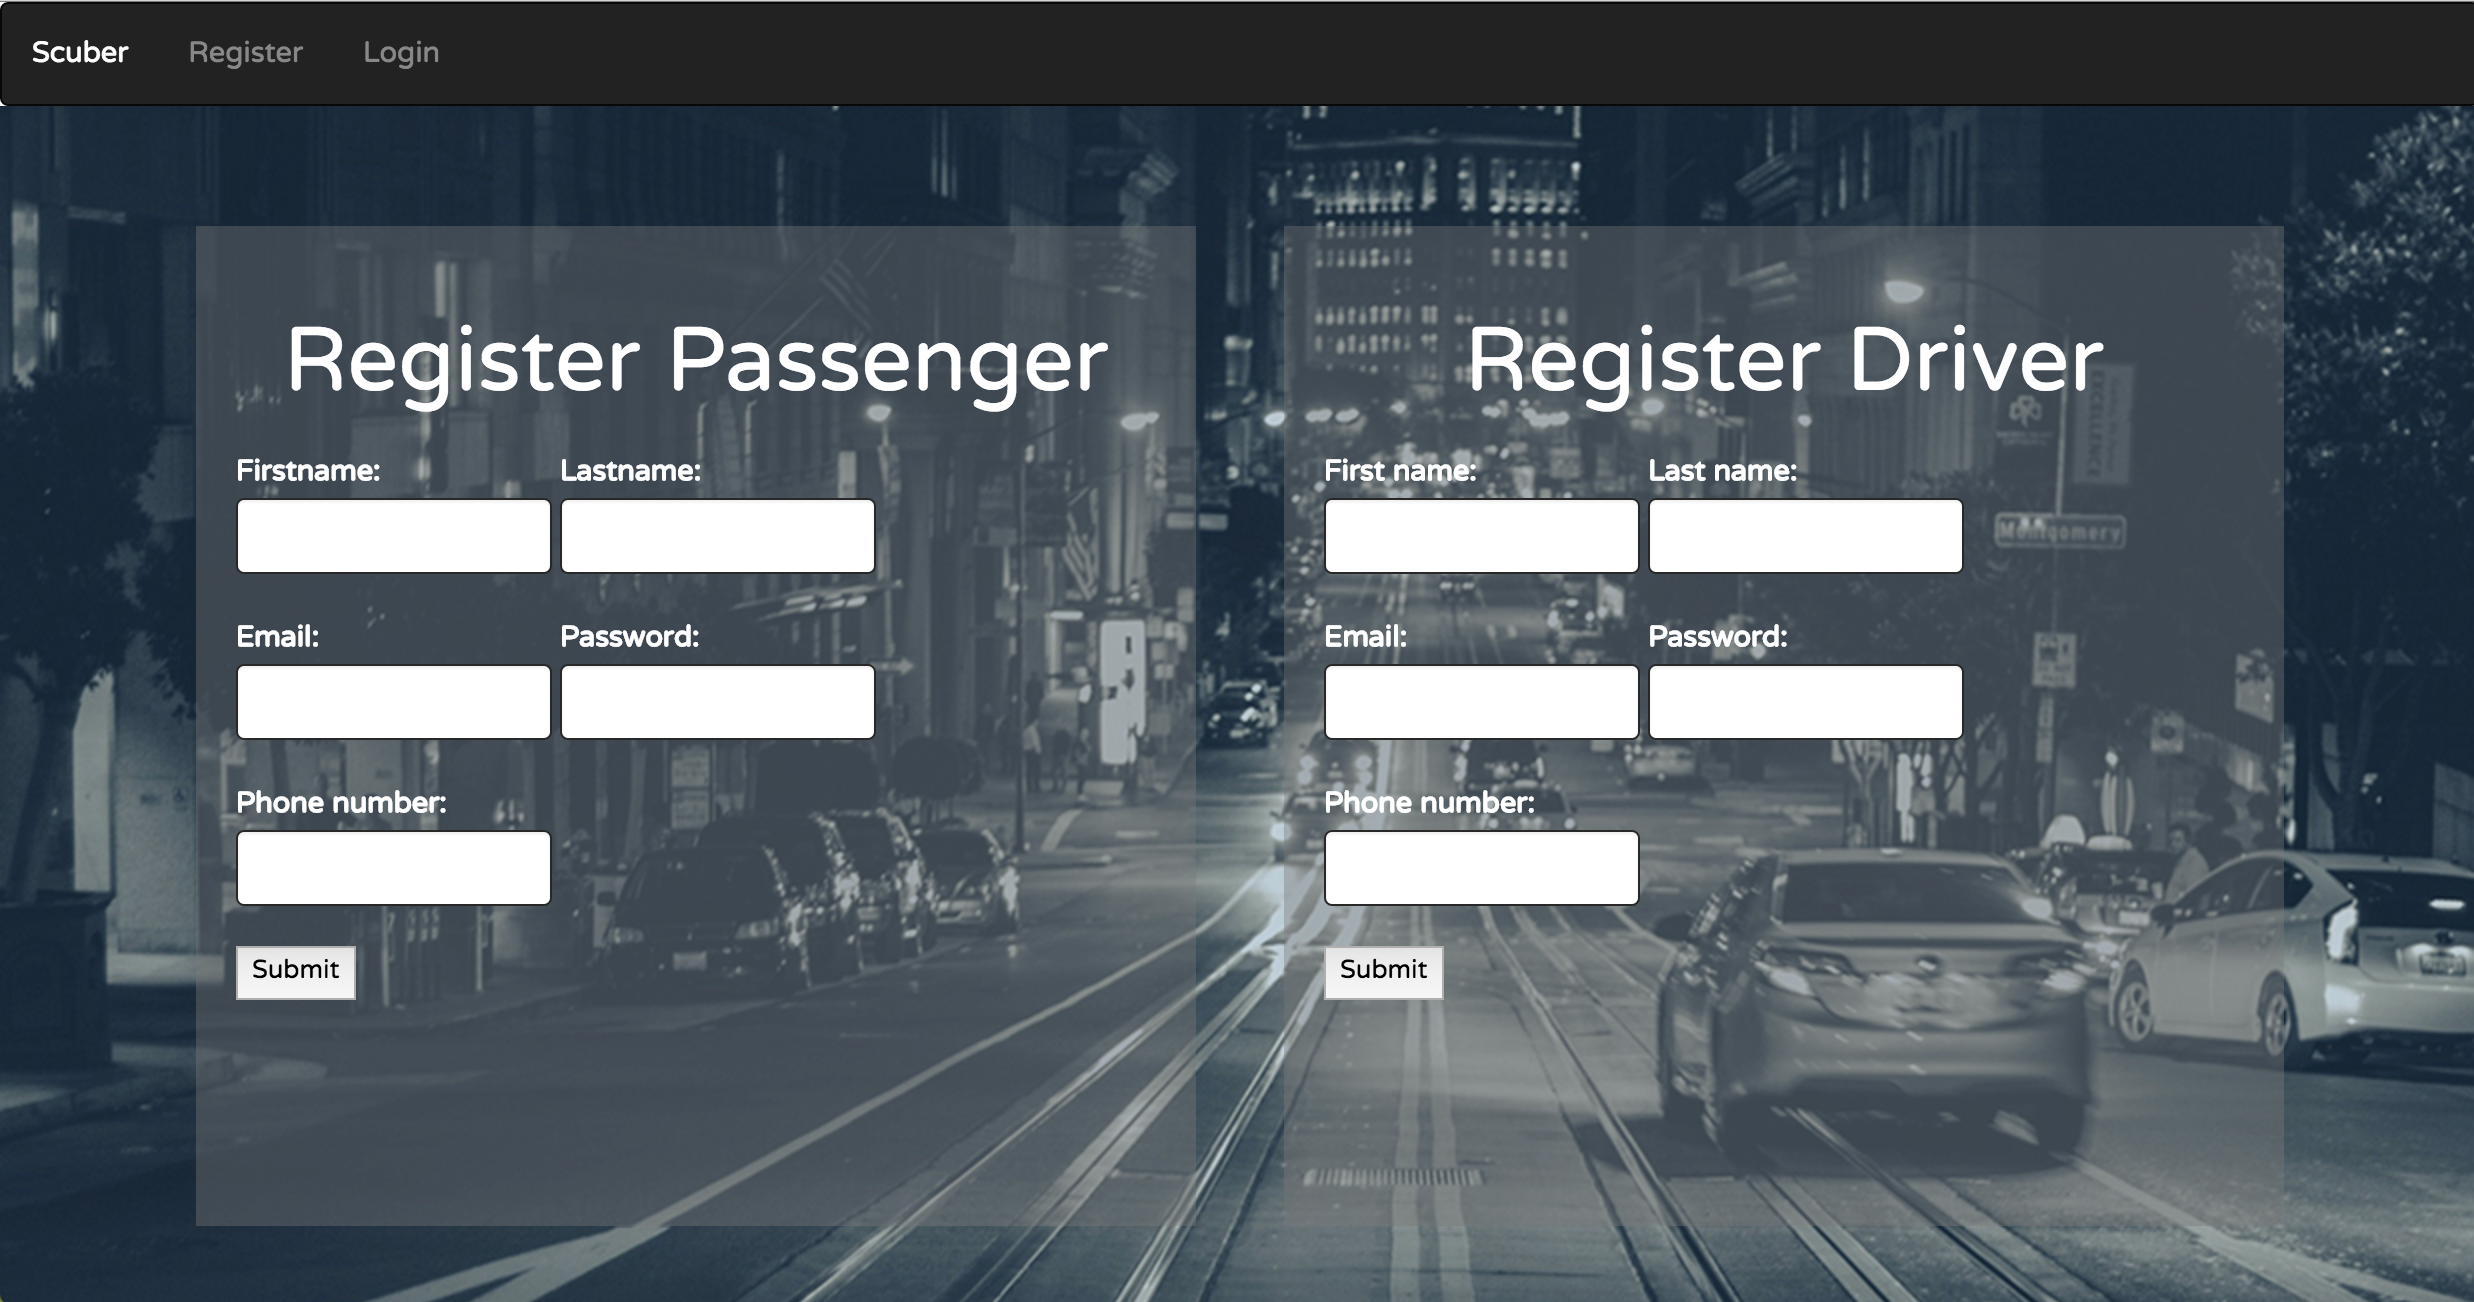 Scuber Register Login
Register Passenger
Firstname: Lastname:
Email: Password:
Phone number:
Submit
Register Driver
First name: Last name:
Email: Password:
Phone number:
Submit
Montgomery